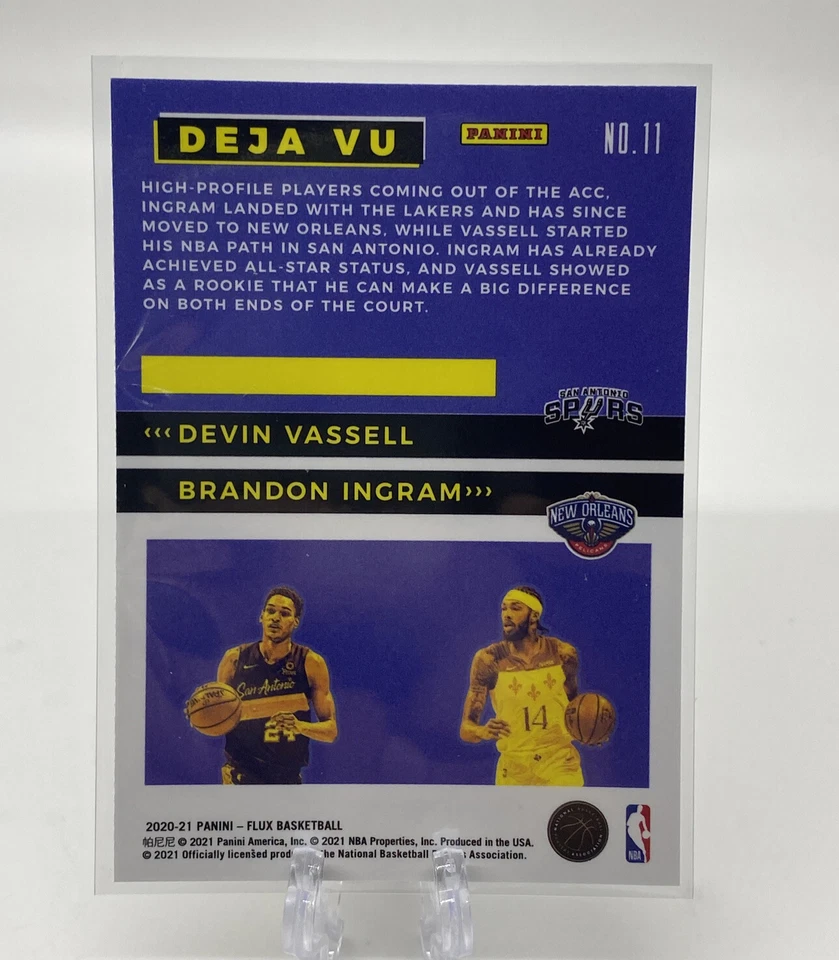 DEJA VU
PANINI
NO. 11
HIGH-PROFILE PLAYERS COMING OUT OF THE ACC,
INGRAM LANDED WITH THE LAKERS AND HAS SINCE
MOVED TO NEW ORLEANS, WHILE VASSELL STARTED
HIS NBA PATH IN SAN ANTONIO. INGRAM HAS ALREADY
ACHIEVED ALL-STAR STATUS, AND VASSELL SHOWED
AS A ROOKIE THAT HE CAN MAKE A BIG DIFFERENCE
ON BOTH ENDS OF THE COURT.
SAN ANTONIO
SPURS
‹‹‹ DEVIN VASSELL
BRANDON INGRAM›››
NEW ORLEANS
PELICANS
San Antonio
24
14
2020-21 PANINI – FLUX BASKETBALL
帕尼尼 © 2021 Panini America, Inc. © 2021 NBA Properties, Inc. Produced in the USA.
© 2021 Officially licensed The National Basketball Association.
NATIONAL BASKETBALL ASSOCIATION
NBA